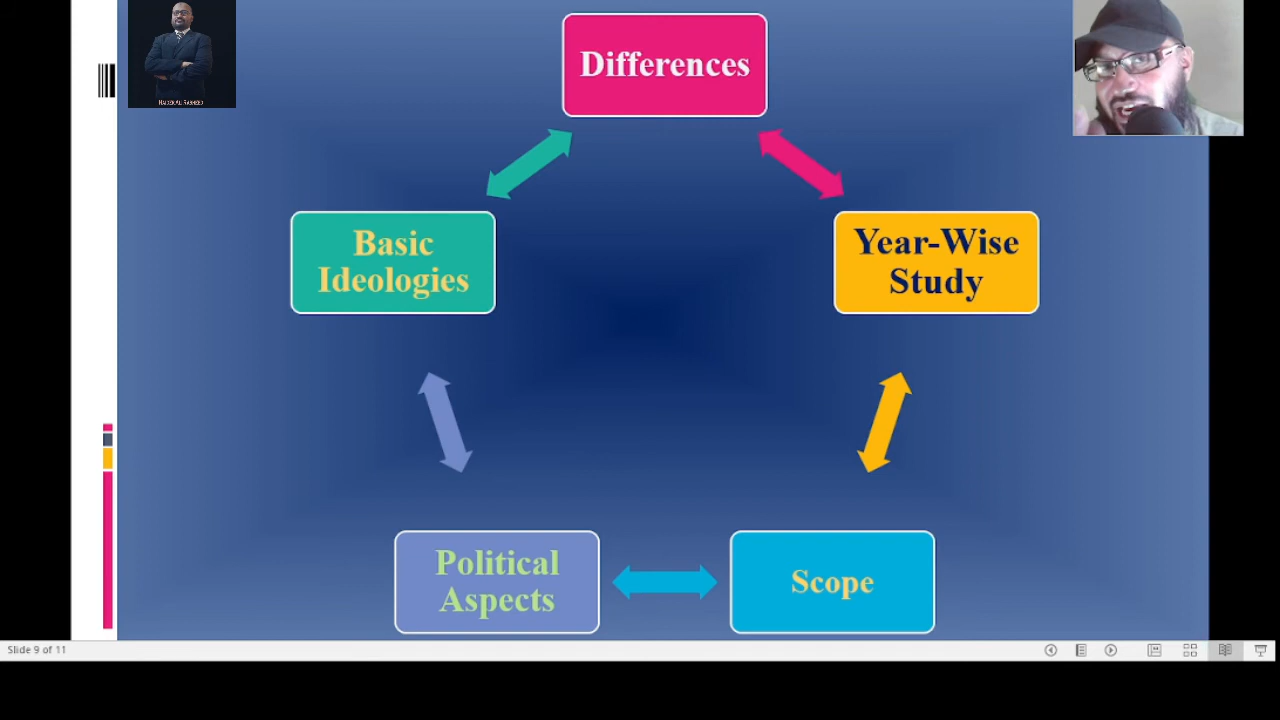 Differences
Basic
Ideologies
Year-Wise
Study
Political
Aspects
Scope
Slide 9 of 11